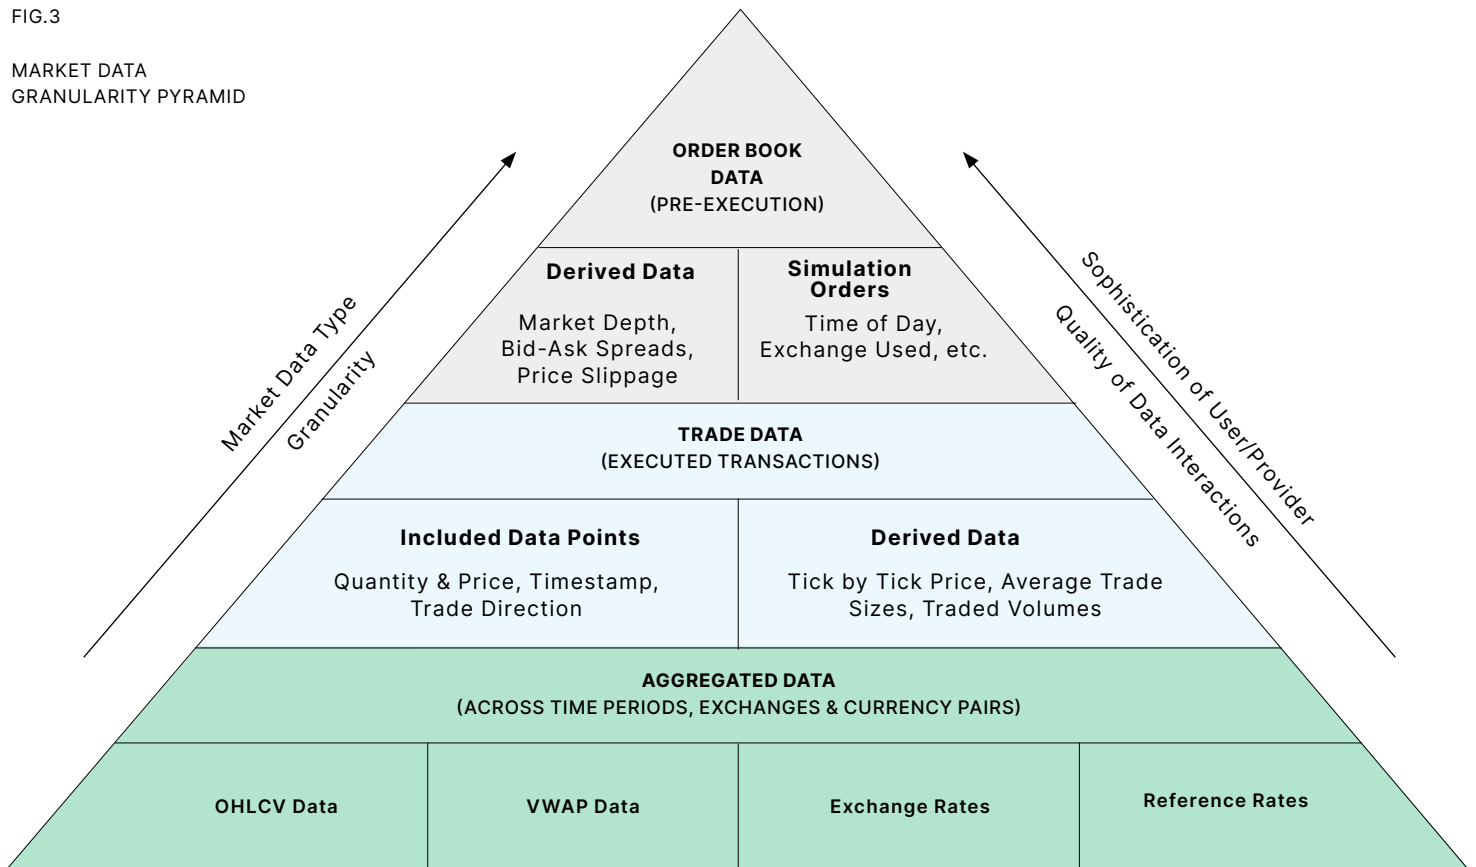 FIG.3
MARKET DATA
GRANULARITY PYRAMID
ORDER BOOK
DATA
(PRE-EXECUTION)
Derived Data
Market Depth,
Bid-Ask Spreads,
Price Slippage
Simulation
Orders
Time of Day,
Exchange Used, etc.
Market Data Type
Granularity
Sophistication of User/Provider
Quality of Data Interactions
TRADE DATA
(EXECUTED TRANSACTIONS)
Included Data Points
Quantity & Price, Timestamp,
Trade Direction
Derived Data
Tick by Tick Price, Average Trade
Sizes, Traded Volumes
AGGREGATED DATA
(ACROSS TIME PERIODS, EXCHANGES & CURRENCY PAIRS)
OHLCV Data
VWAP Data
Exchange Rates
Reference Rates